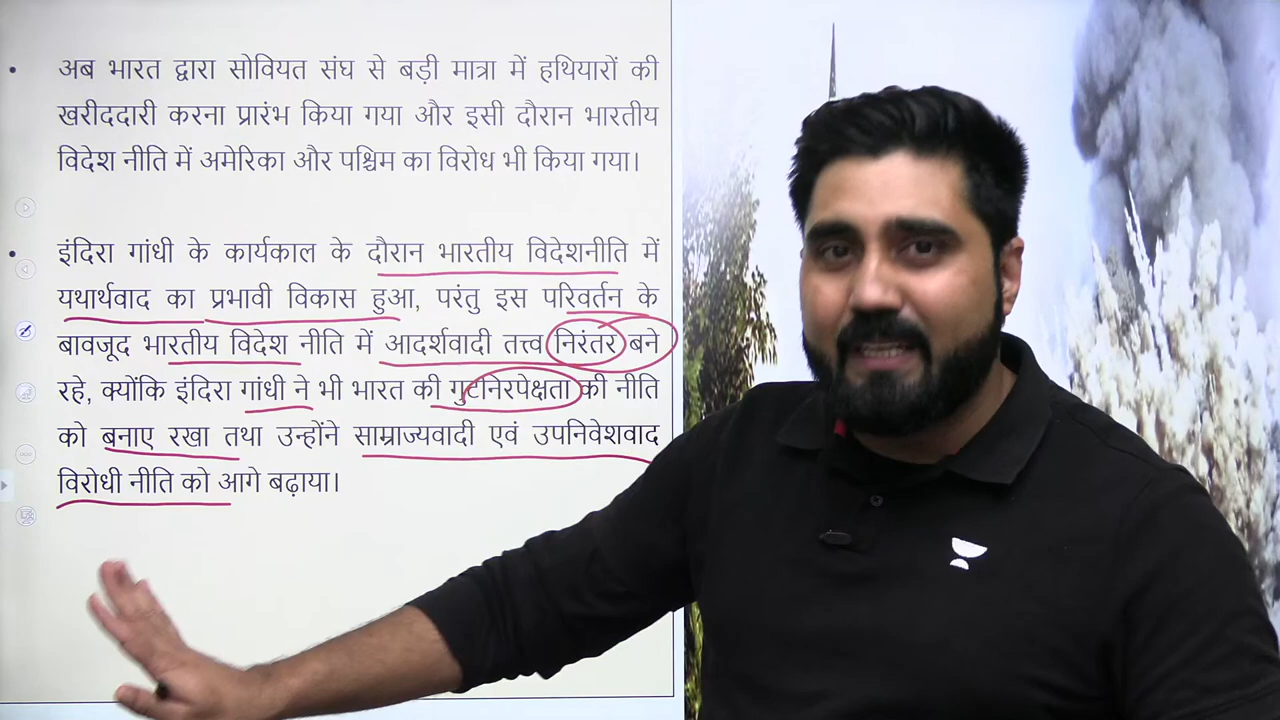 अब भारत द्वारा सोवियत संघ से बड़ी मात्रा में हथियारों की
खरीददारी करना प्रारंभ किया गया और इसी दौरान भारतीय
विदेश नीति में अमेरिका और पश्चिम का विरोध भी किया गया।
इंदिरा गांधी के कार्यकाल के दौरान भारतीय विदेशनीति में
यथार्थवाद का प्रभावी विकास हुआ, परंतु इस परिवर्तन के
बावजूद भारतीय विदेश नीति में आदर्शवादी तत्त्व निरंतर बने
रहे, क्योंकि इंदिरा गांधी ने भी भारत की गुटनिरपेक्षता की नीति
को बनाए रखा तथा उन्होंने साम्राज्यवादी एवं उपनिवेशवाद
विरोधी नीति को आगे बढ़ाया।